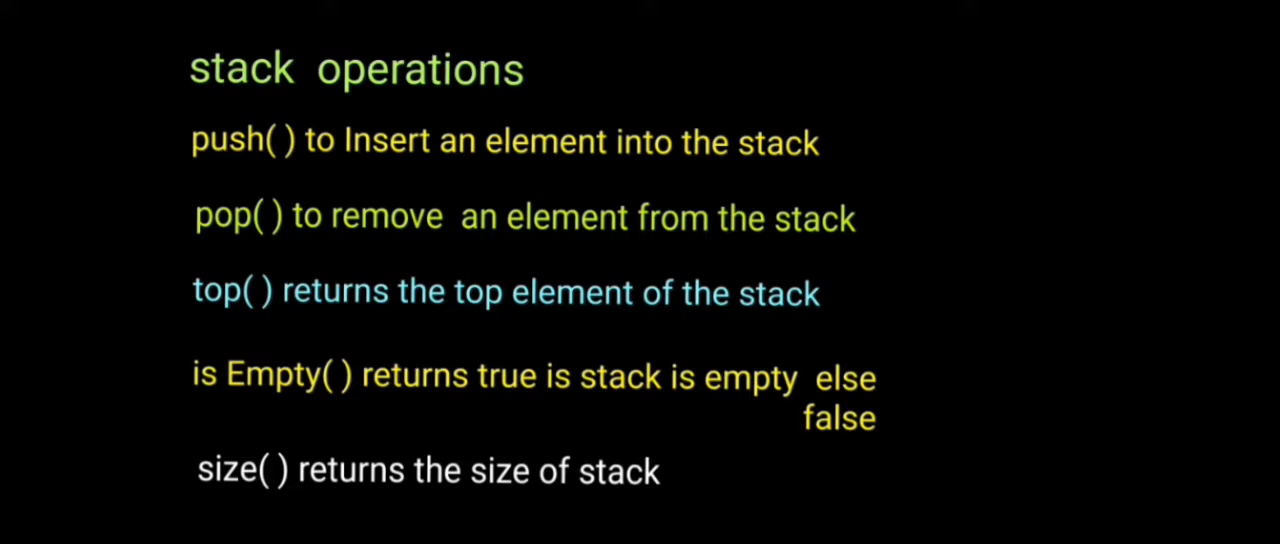 stack operations
push( ) to Insert an element into the stack
pop( ) to remove an element from the stack
top( ) returns the top element of the stack
is Empty( ) returns true is stack is empty else
false
size( ) returns the size of stack